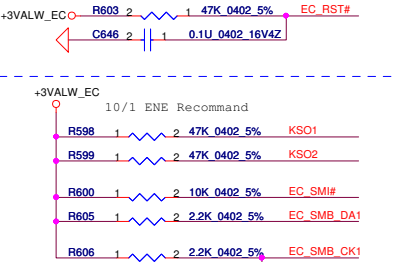 +3VALW_EC R603 2 1 47K_0402_5% EC_RST#
C646 2 1 0.1U_0402_16V4Z
+3VALW_EC
10/1 ENE Recommand
R598 1 2 47K_0402_5% KSO1
R599 1 2 47K_0402_5% KSO2
R600 1 2 10K_0402_5% EC_SMI#
R605 1 2 2.2K_0402_5% EC_SMB_DA1
R606 1 2 2.2K_0402_5% EC_SMB_CK1